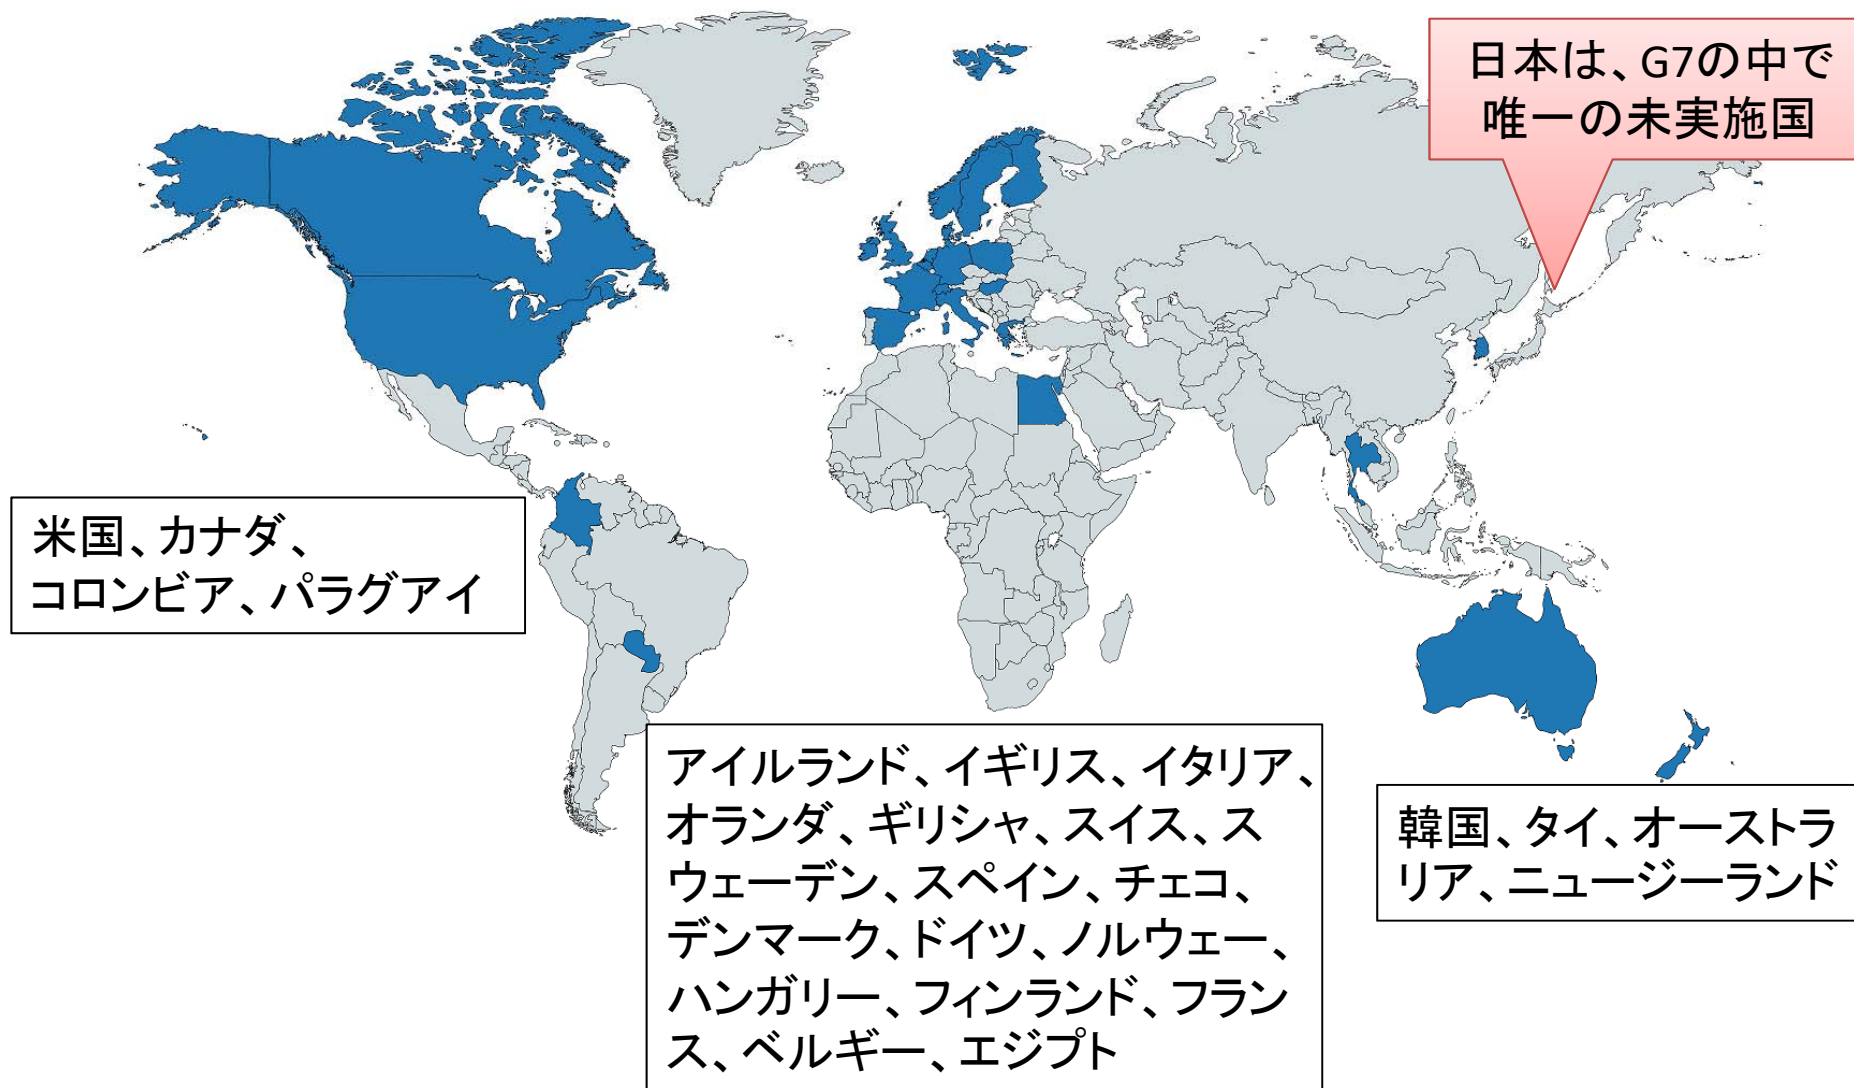 日本は、G7の中で
唯一の未実施国
米国、カナダ、
コロンビア、パラグアイ
アイルランド、イギリス、イタリア、
オランダ、ギリシャ、スイス、ス
ウェーデン、スペイン、チェコ、
デンマーク、ドイツ、ノルウェー、
ハンガリー、フィンランド、フラン
ス、ベルギー、エジプト
韓国、タイ、オーストラ
リア、ニュージーランド